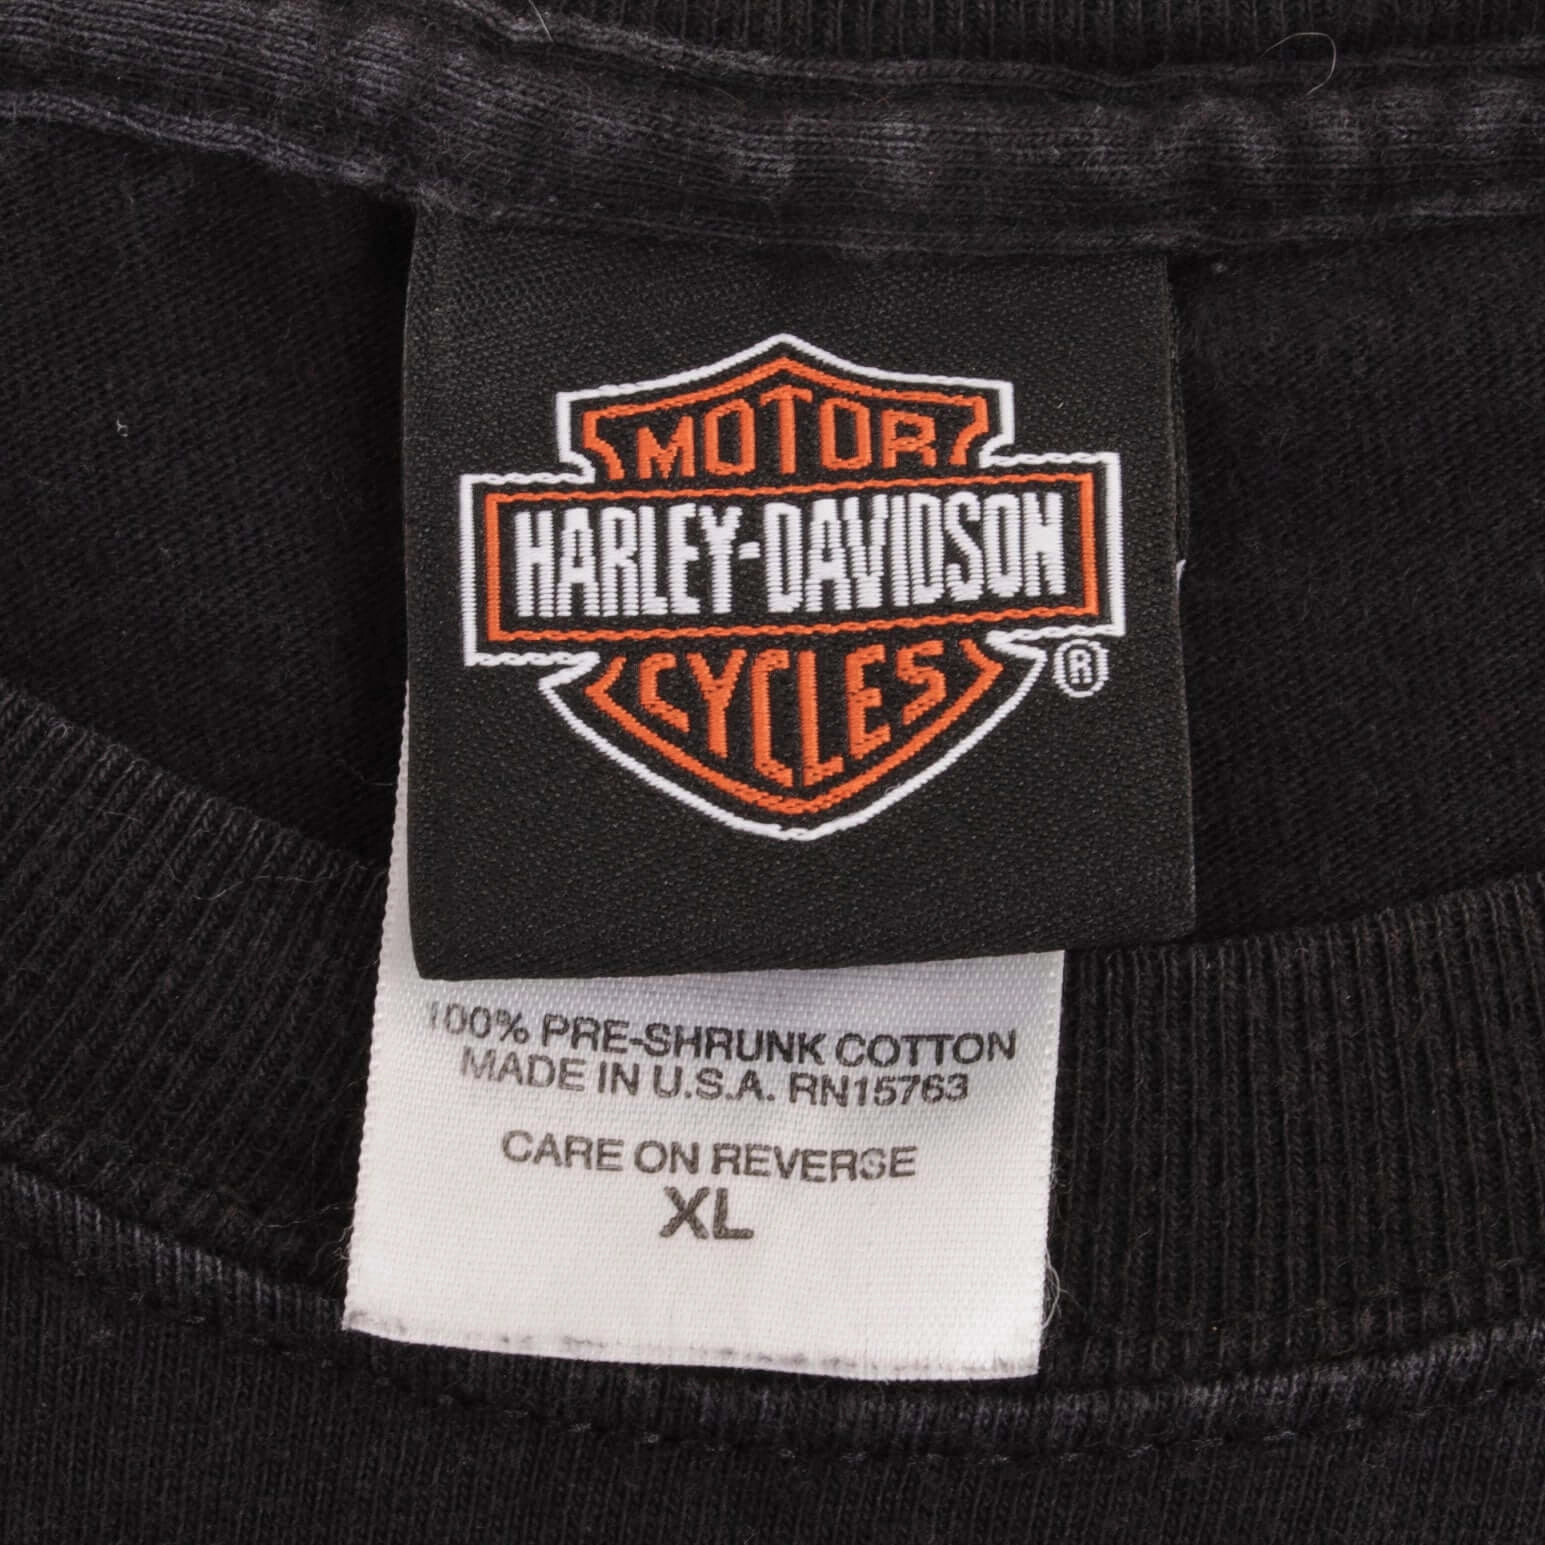 MOTOR
HARLEY-DAVIDSON
CYCLES ®
100% PRE-SHRUNK COTTON
MADE IN U.S.A. RN15763
CARE ON REVERSE
XL